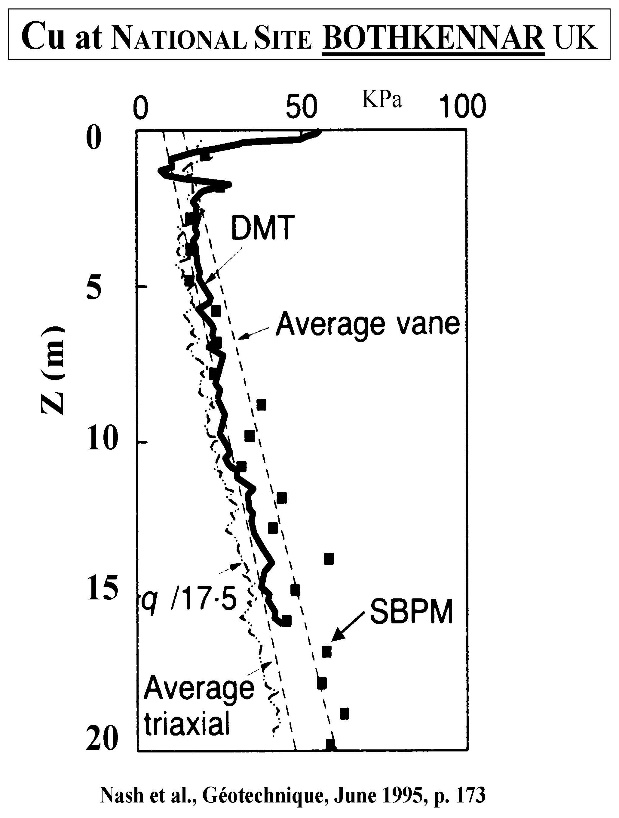 Cu at NATIONAL SITE BOTHKENNAR UK
0 50 KPa 100
0
DMT
5
Average vane
Z (m)
10
15
q /17·5
SBPM
Average
triaxial
20
Nash et al., Géotechnique, June 1995, p. 173